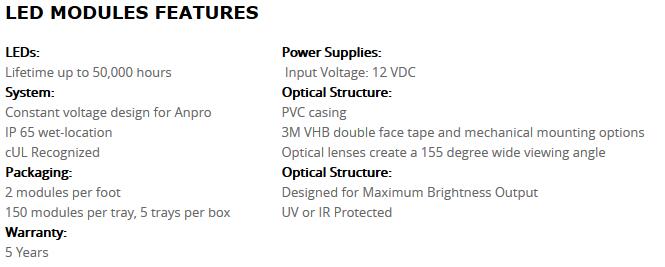 LED MODULES FEATURES
LEDs:
Lifetime up to 50,000 hours
System:
Constant voltage design for Anpro
IP 65 wet-location
cUL Recognized
Packaging:
2 modules per foot
150 modules per tray, 5 trays per box
Warranty:
5 Years
Power Supplies:
Input Voltage: 12 VDC
Optical Structure:
PVC casing
3M VHB double face tape and mechanical mounting options
Optical lenses create a 155 degree wide viewing angle
Optical Structure:
Designed for Maximum Brightness Output
UV or IR Protected